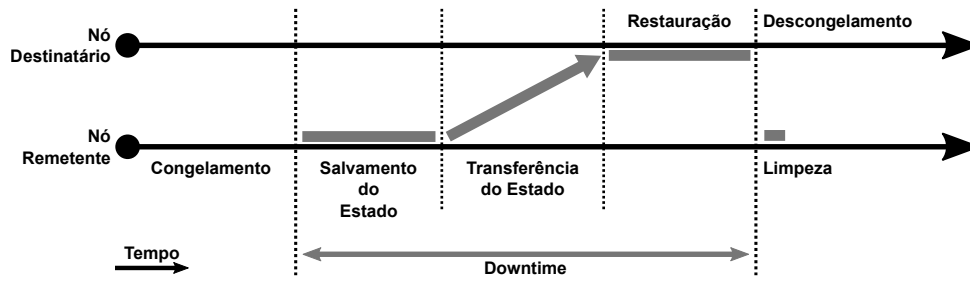 Restauração
Descongelamento
Nó
Destinatário
Nó
Remetente
Congelamento
Salvamento
do
Estado
Transferência
do Estado
Limpeza
Tempo
Downtime